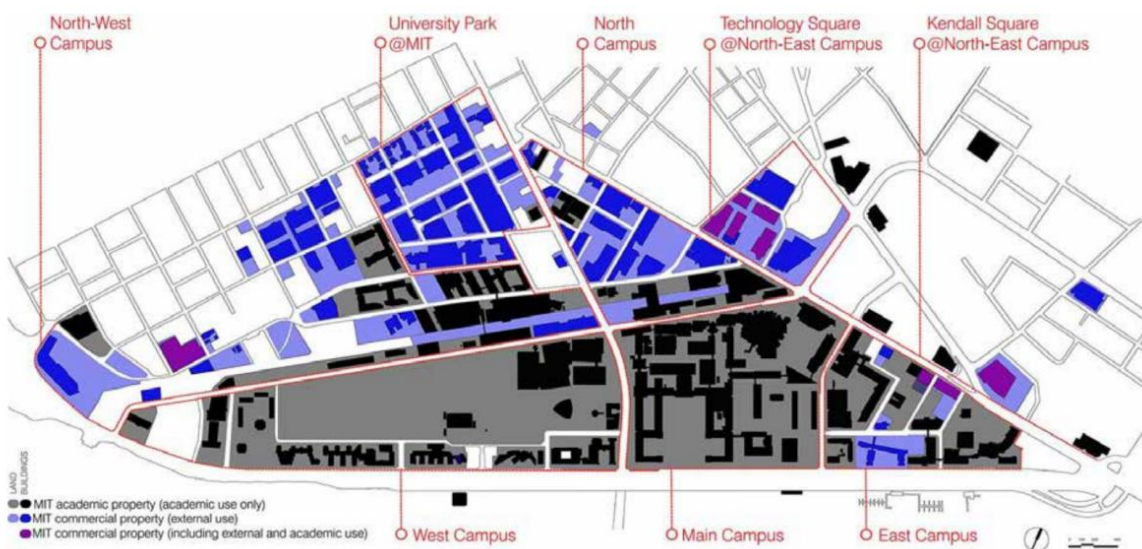 North-West
Campus
University Park
@MIT
North
Campus
Technology Square
@North-East Campus
Kendall Square
@North-East Campus
LAND
BUILDINGS
MIT academic property (academic use only)
MIT commercial property (external use)
MIT commercial property (including external and academic use)
West Campus
Main Campus
East Campus